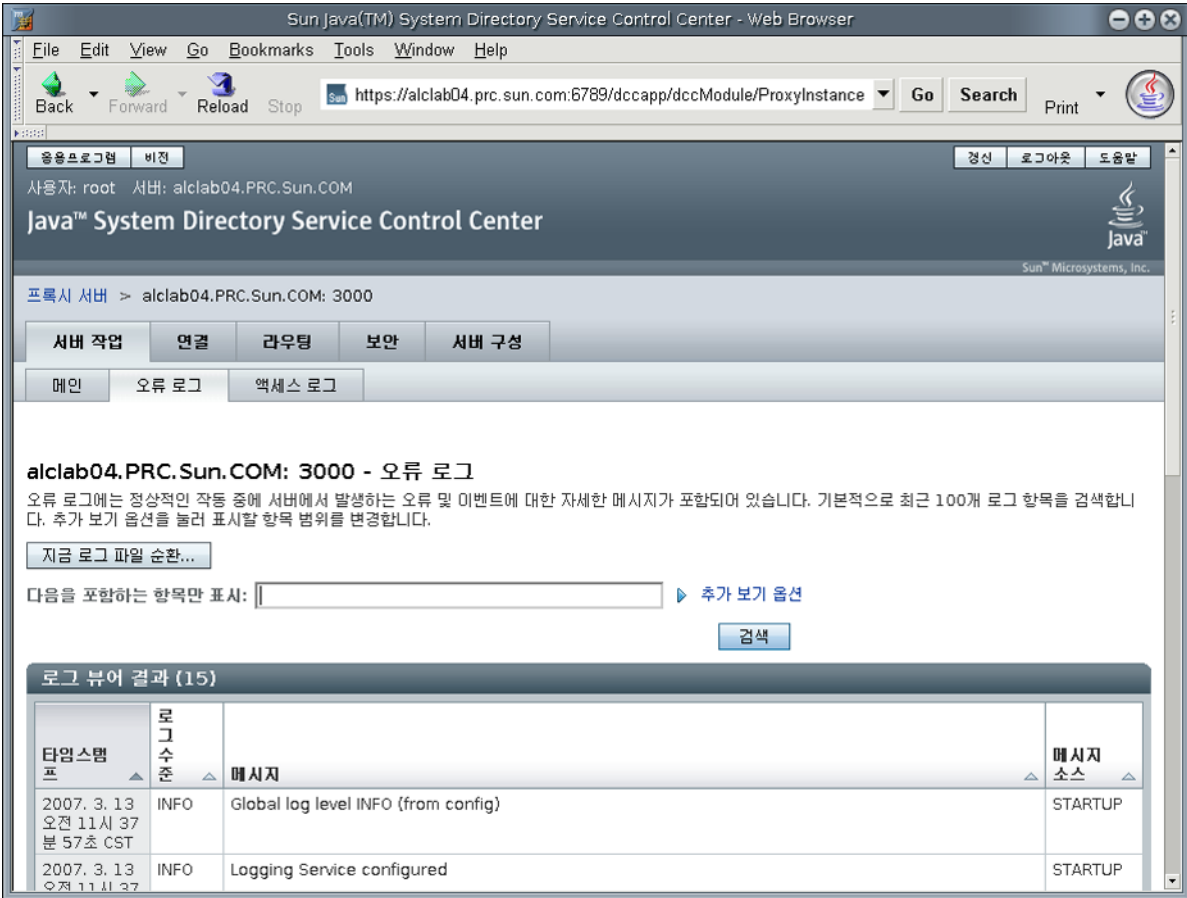 Sun Java(TM) System Directory Service Control Center - Web Browser
File Edit View Go Bookmarks Tools Window Help
Back Forward Reload Stop https://alclab04.prc.sun.com:6789/dccapp/dccModule/ProxyInstance Go Search Print
응용프로그램 버전 갱신 로그아웃 도움말
사용자: root 서버: alclab04.PRC.Sun.COM
Java™ System Directory Service Control Center
Java™
Sun™ Microsystems, Inc.
프록시 서버 > alclab04.PRC.Sun.COM: 3000
서버 작업 연결 라우팅 보안 서버 구성
메인 오류 로그 액세스 로그
alclab04.PRC.Sun.COM: 3000 - 오류 로그
오류 로그에는 정상적인 작동 중에 서버에서 발생하는 오류 및 이벤트에 대한 자세한 메시지가 포함되어 있습니다. 기본적으로 최근 100개 로그 항목을 검색합니
다. 추가 보기 옵션을 눌러 표시할 항목 범위를 변경합니다.
지금 로그 파일 순환...
다음을 포함하는 항목만 표시: 추가 보기 옵션
검색
로그 뷰어 결과 (15)
타임스탬
프
로
그
수
준
메시지
메시지
소스
2007. 3. 13
오전 11시 37
분 57초 CST
INFO
Global log level INFO (from config)
STARTUP
2007. 3. 13
오전 11시 37
INFO
Logging Service configured
STARTUP